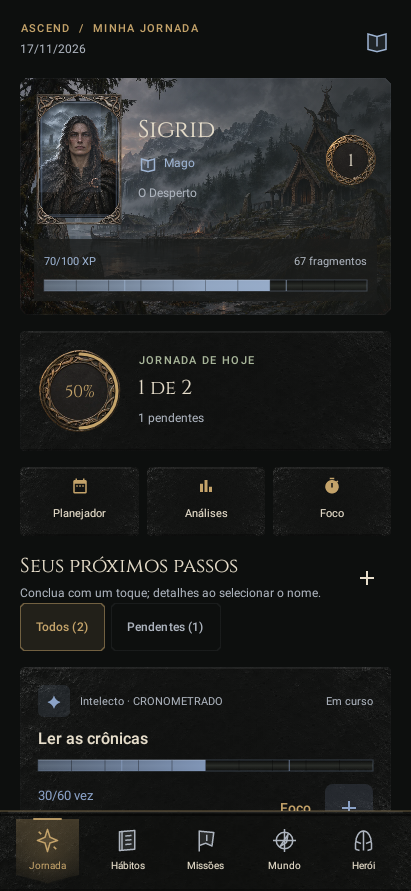 ASCEND / MINHA JORNADA
17/11/2026
Sigrid
Mago
O Desperto
1
70/100 XP
67 fragmentos
JORNADA DE HOJE
50%
1 de 2
1 pendentes
Planejador
Análises
Foco
Seus próximos passos
Conclua com um toque; detalhes ao selecionar o nome.
Todos (2)
Pendentes (1)
Intelecto · CRONOMETRADO
Em curso
Ler as crônicas
30/60 vez
Foco
Jornada
Hábitos
Missões
Mundo
Herói